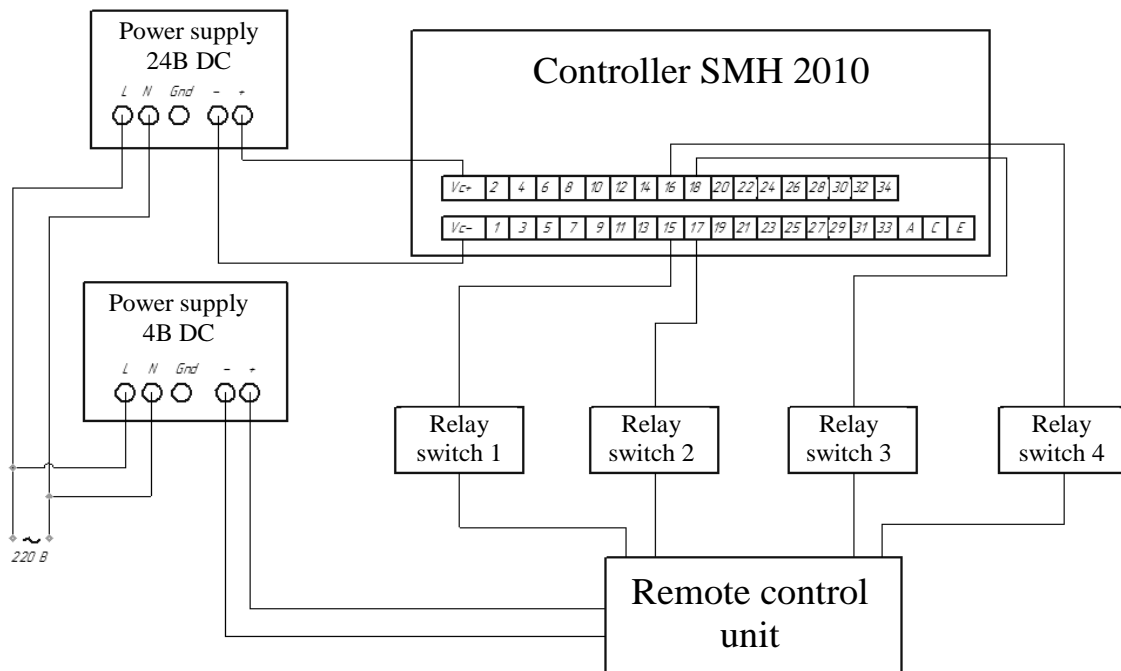 Power supply
24В DC
L N Gnd - +
Controller SMH 2010
Vc+ 2 4 6 8 10 12 14 16 18 20 22 24 26 28 30 32 34
Vc- 1 3 5 7 9 11 13 15 17 19 21 23 25 27 29 31 33 A C E
Power supply
4В DC
L N Gnd - +
Relay
switch 1
Relay
switch 2
Relay
switch 3
Relay
switch 4
~
220 В
Remote control
unit